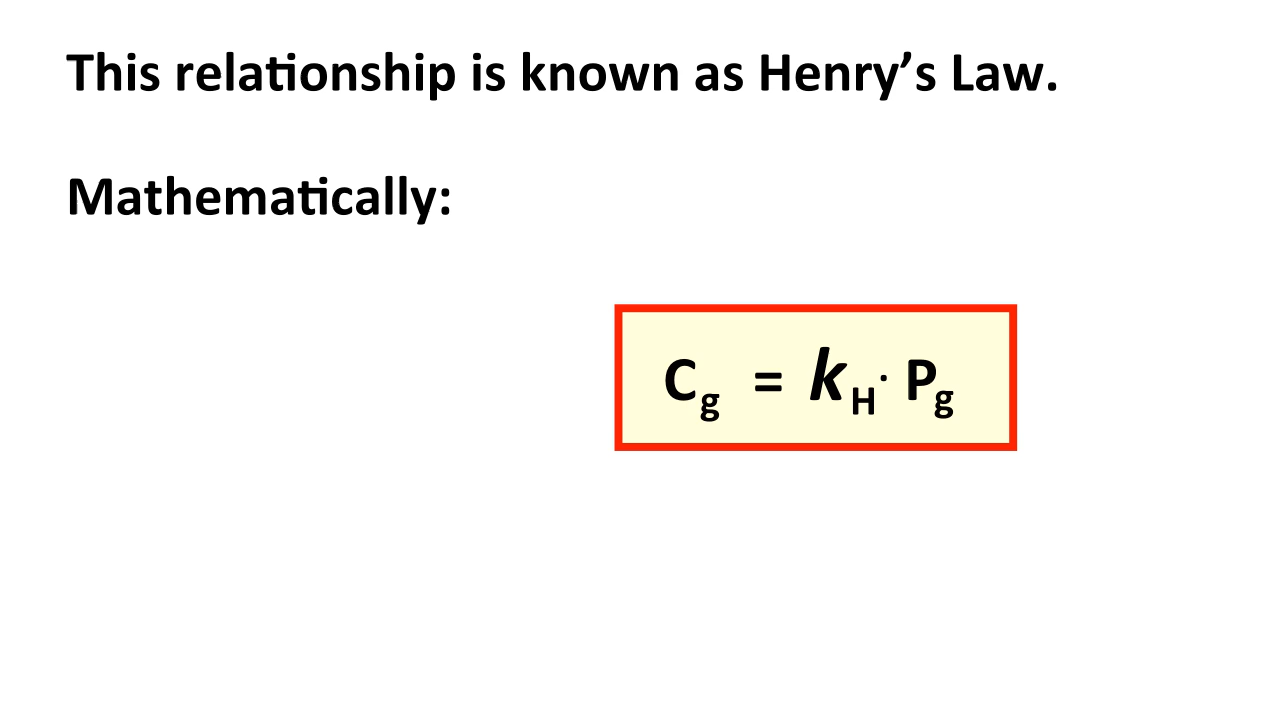 This relationship is known as Henry’s Law.
Mathematically:
Cg = kH· Pg